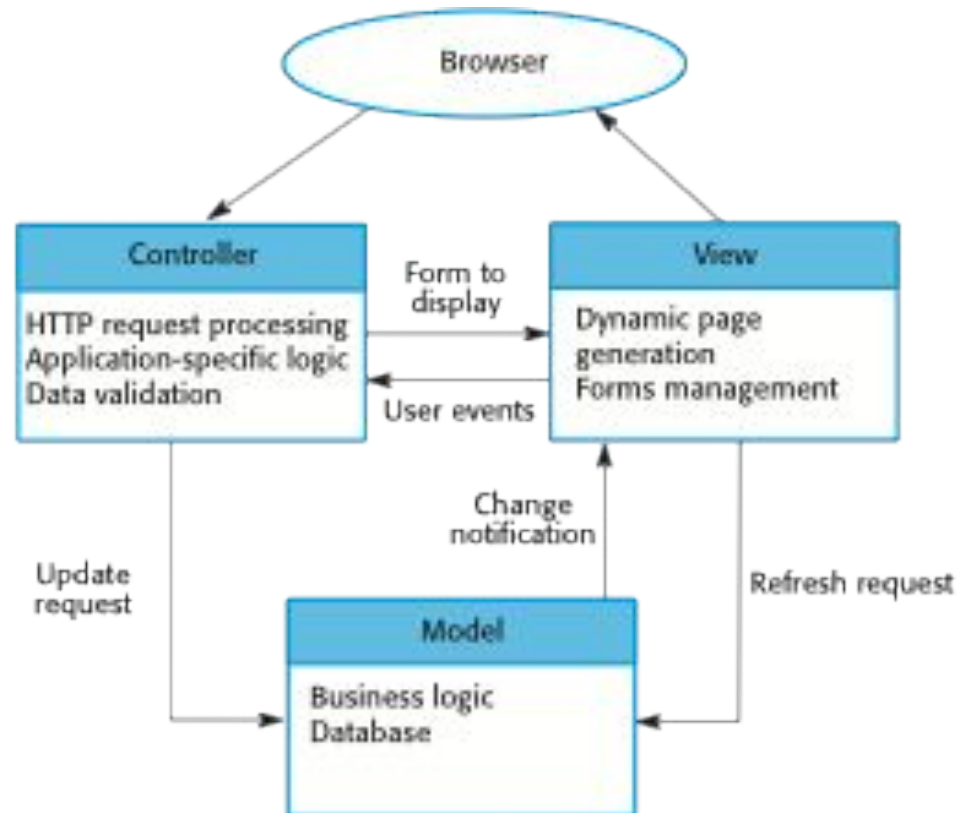 Browser
Controller
HTTP request processing
Application-specific logic
Data validation
Form to
display
User events
View
Dynamic page
generation
Forms management
Update
request
Change
notification
Refresh request
Model
Business logic
Database